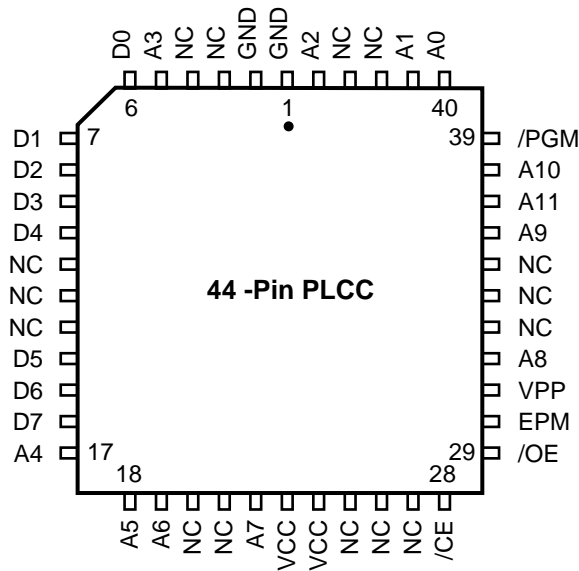 D0 A3 NC NC GND GND A2 NC NC A1 A0
6 1 40
D1 7 39 /PGM
D2 A10
D3 A11
D4 A9
NC NC
NC 44 -Pin PLCC NC
NC NC
D5 A8
D6 VPP
D7 EPM
A4 17 29 /OE
18 28
A5 A6 NC NC A7 VCC VCC NC NC NC /CE